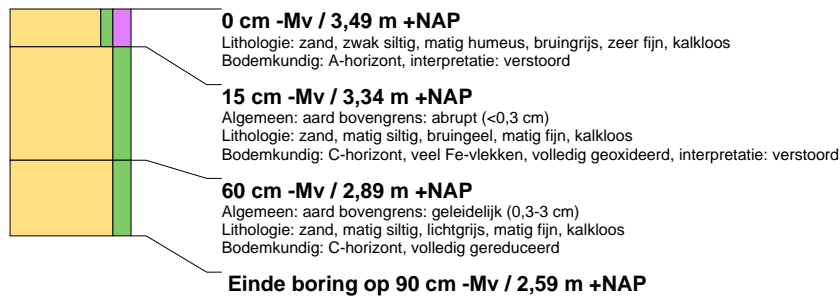 0 cm -Mv / 3,49 m +NAP
Lithologie: zand, zwak siltig, matig humeus, bruingrijs, zeer fijn, kalkloos
Bodemkundig: A-horizont, interpretatie: verstoord
15 cm -Mv / 3,34 m +NAP
Algemeen: aard bovengrens: abrupt (<0,3 cm)
Lithologie: zand, matig siltig, bruingeel, matig fijn, kalkloos
Bodemkundig: C-horizont, veel Fe-vlekken, volledig geoxideerd, interpretatie: verstoord
60 cm -Mv / 2,89 m +NAP
Algemeen: aard bovengrens: geleidelijk (0,3-3 cm)
Lithologie: zand, matig siltig, lichtgrijs, matig fijn, kalkloos
Bodemkundig: C-horizont, volledig gereduceerd
Einde boring op 90 cm -Mv / 2,59 m +NAP